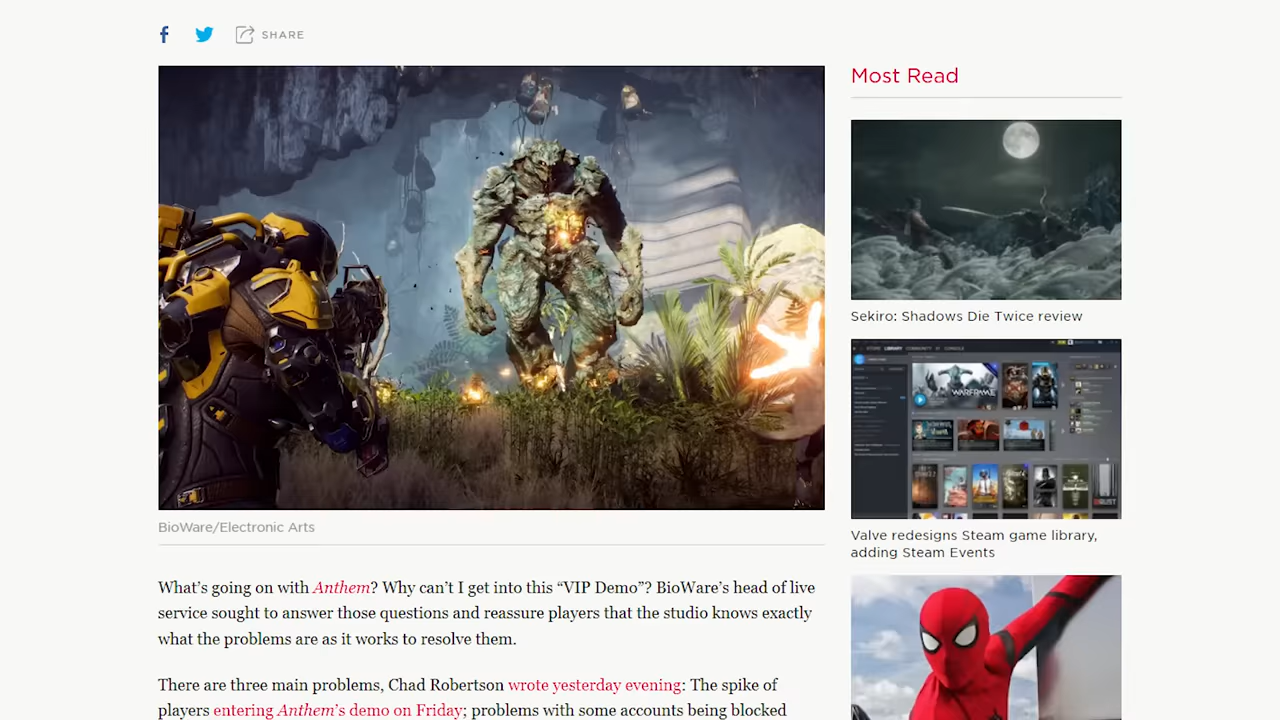 SHARE
Most Read
Sekiro: Shadows Die Twice review
WARFRAME
RUST
Valve redesigns Steam game library,
adding Steam Events
BioWare/Electronic Arts
What’s going on with Anthem? Why can’t I get into this “VIP Demo”? BioWare’s head of live
service sought to answer those questions and reassure players that the studio knows exactly
what the problems are as it works to resolve them.
There are three main problems, Chad Robertson wrote yesterday evening: The spike of
players entering Anthem’s demo on Friday; problems with some accounts being blocked